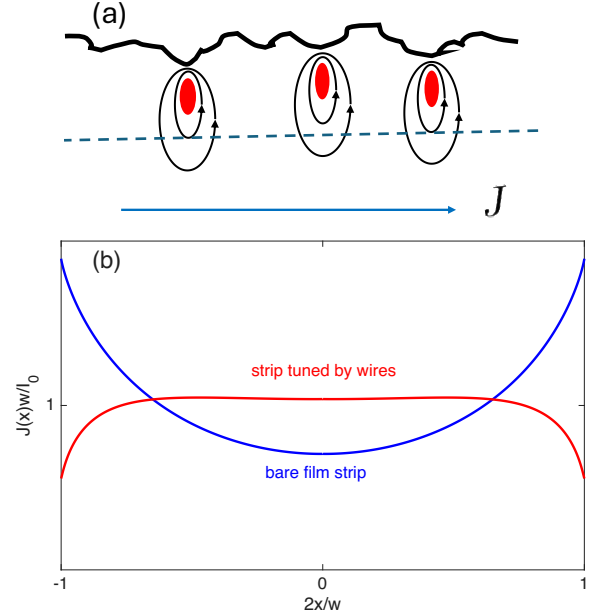 (a)
J
(b)
J(x)w/I₀
1
strip tuned by wires
bare film strip
-1 0 1
2x/w